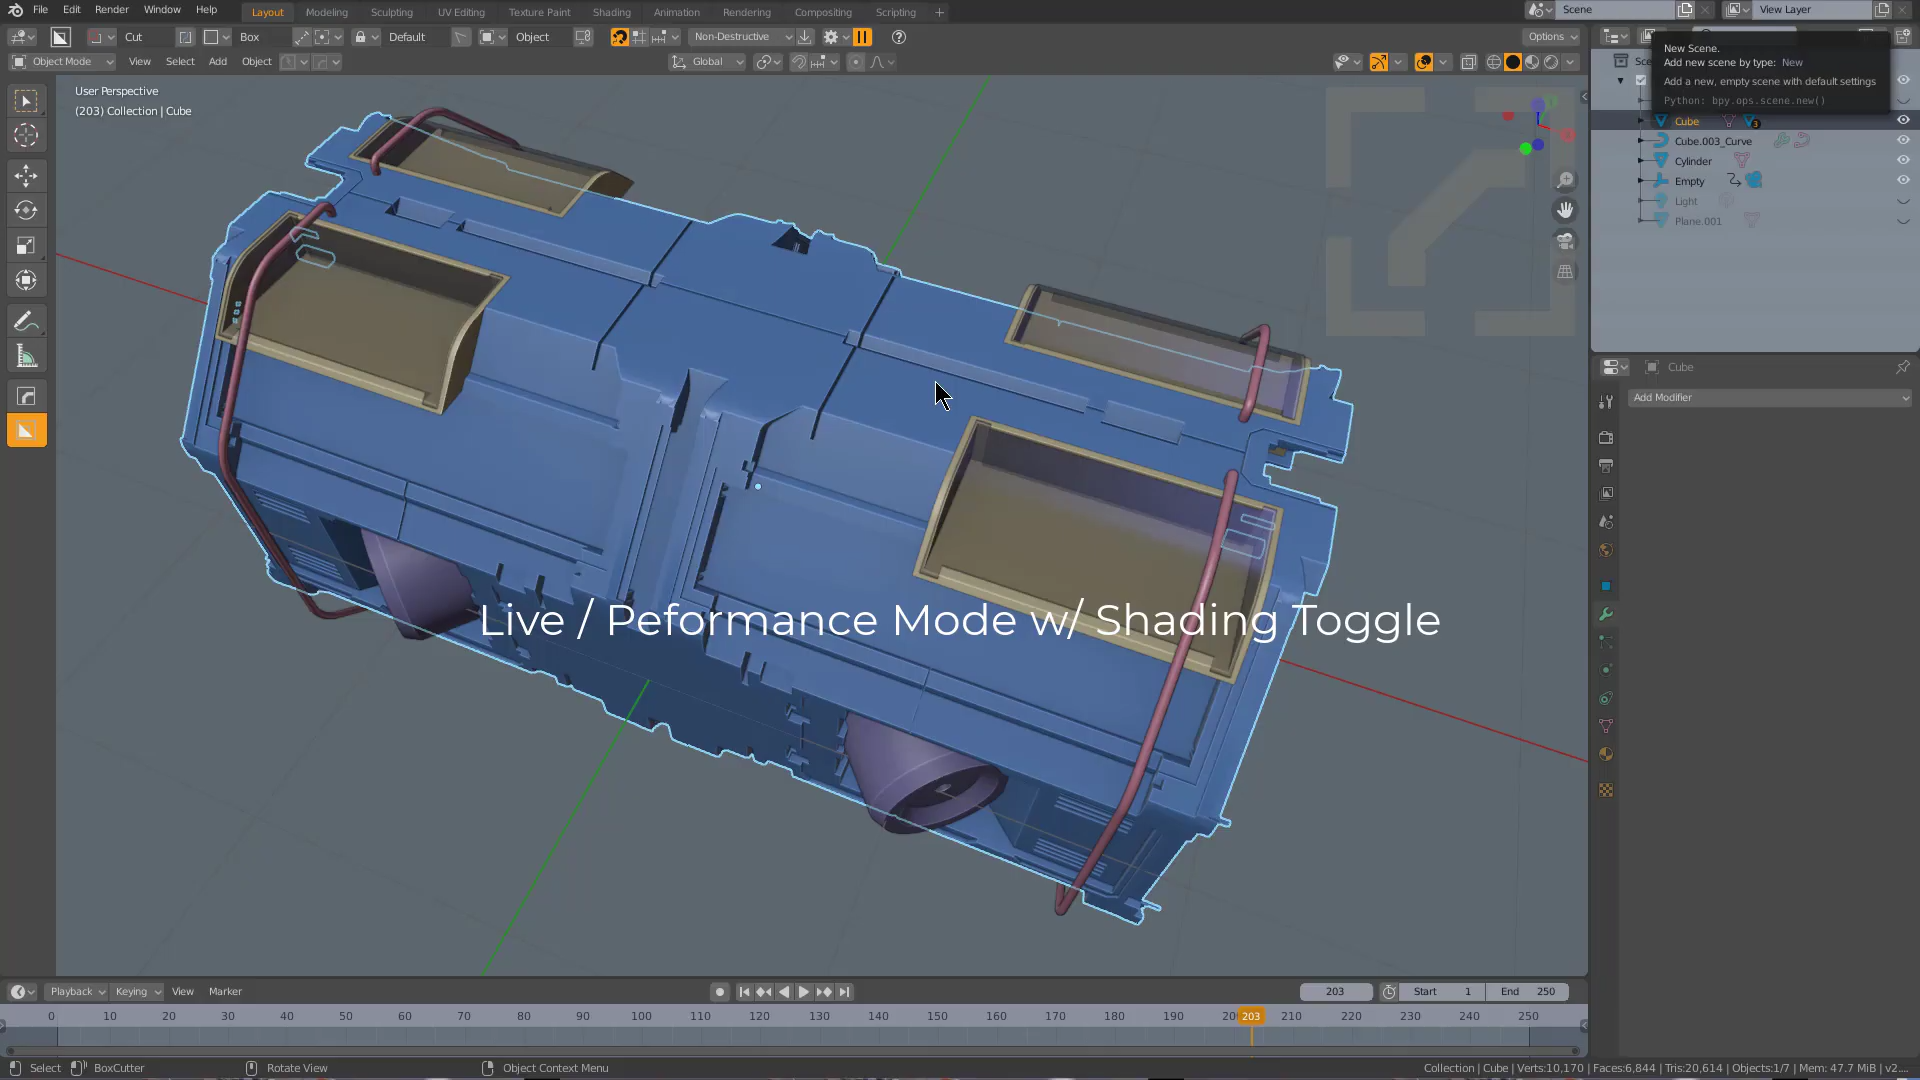 File Edit Render Window Help Layout Modeling Sculpting UV Editing Texture Paint Shading Animation Rendering Compositing Scripting + Scene View Layer
Cut Box Default Object Non-Destructive Options
Object Mode View Select Add Object Global
New Scene.
Add new scene by type: New
Add a new, empty scene with default settings
Python: bpy.ops.scene.new()
User Perspective
(203) Collection | Cube
Cube
3
Cube.003_Curve
Cylinder
Empty
Light
Plane.001
Cube
Add Modifier
Live / Peformance Mode w/ Shading Toggle
Playback Keying View Marker 203 Start 1 End 250
0 10 20 30 40 50 60 70 80 90 100 110 120 130 140 150 160 170 180 190 20 203 210 220 230 240 250
Select BoxCutter Rotate View Object Context Menu Collection | Cube | Verts:10,170 | Faces:6,844 | Tris:20,614 | Objects:1/7 | Mem: 47.7 MiB | v2....